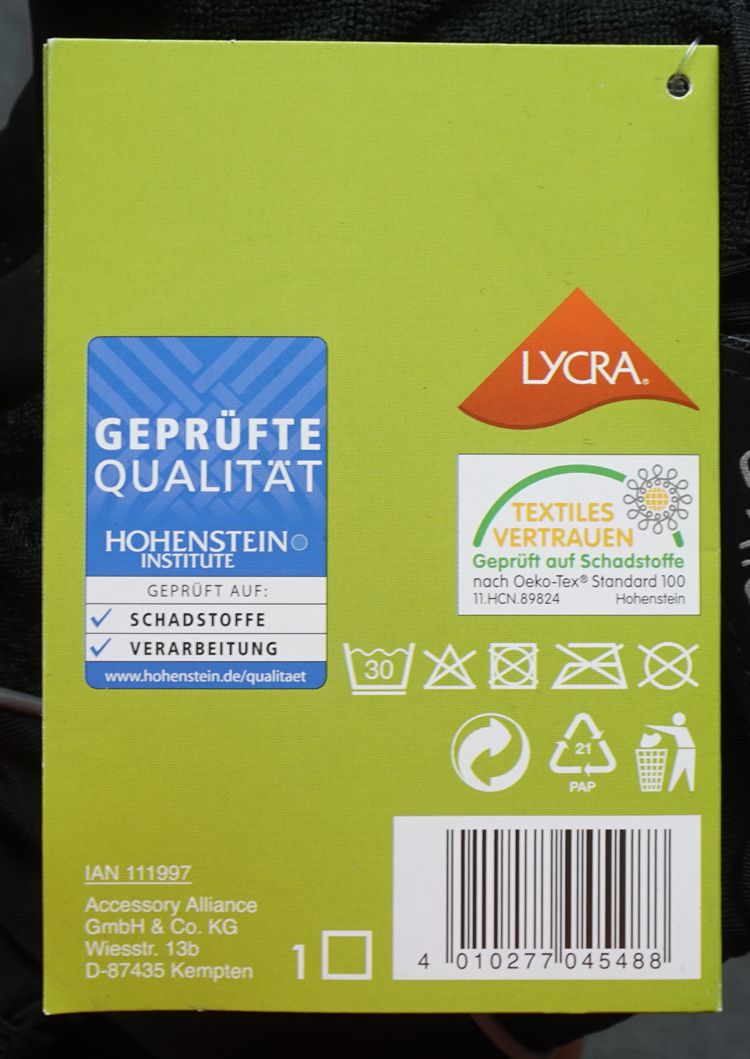 LYCRA®
GEPRÜFTE
QUALITÄT
HOHENSTEIN
INSTITUTE
GEPRÜFT AUF:
SCHADSTOFFE
VERARBEITUNG
www.hohenstein.de/qualitaet
TEXTILES
VERTRAUEN
Geprüft auf Schadstoffe
nach Oeko-Tex® Standard 100
11.HCN.89824 Hohenstein
30
21
PAP
IAN 111997
Accessory Alliance
GmbH & Co. KG
Wiesstr. 13b
D-87435 Kempten
1
4 010277 045488